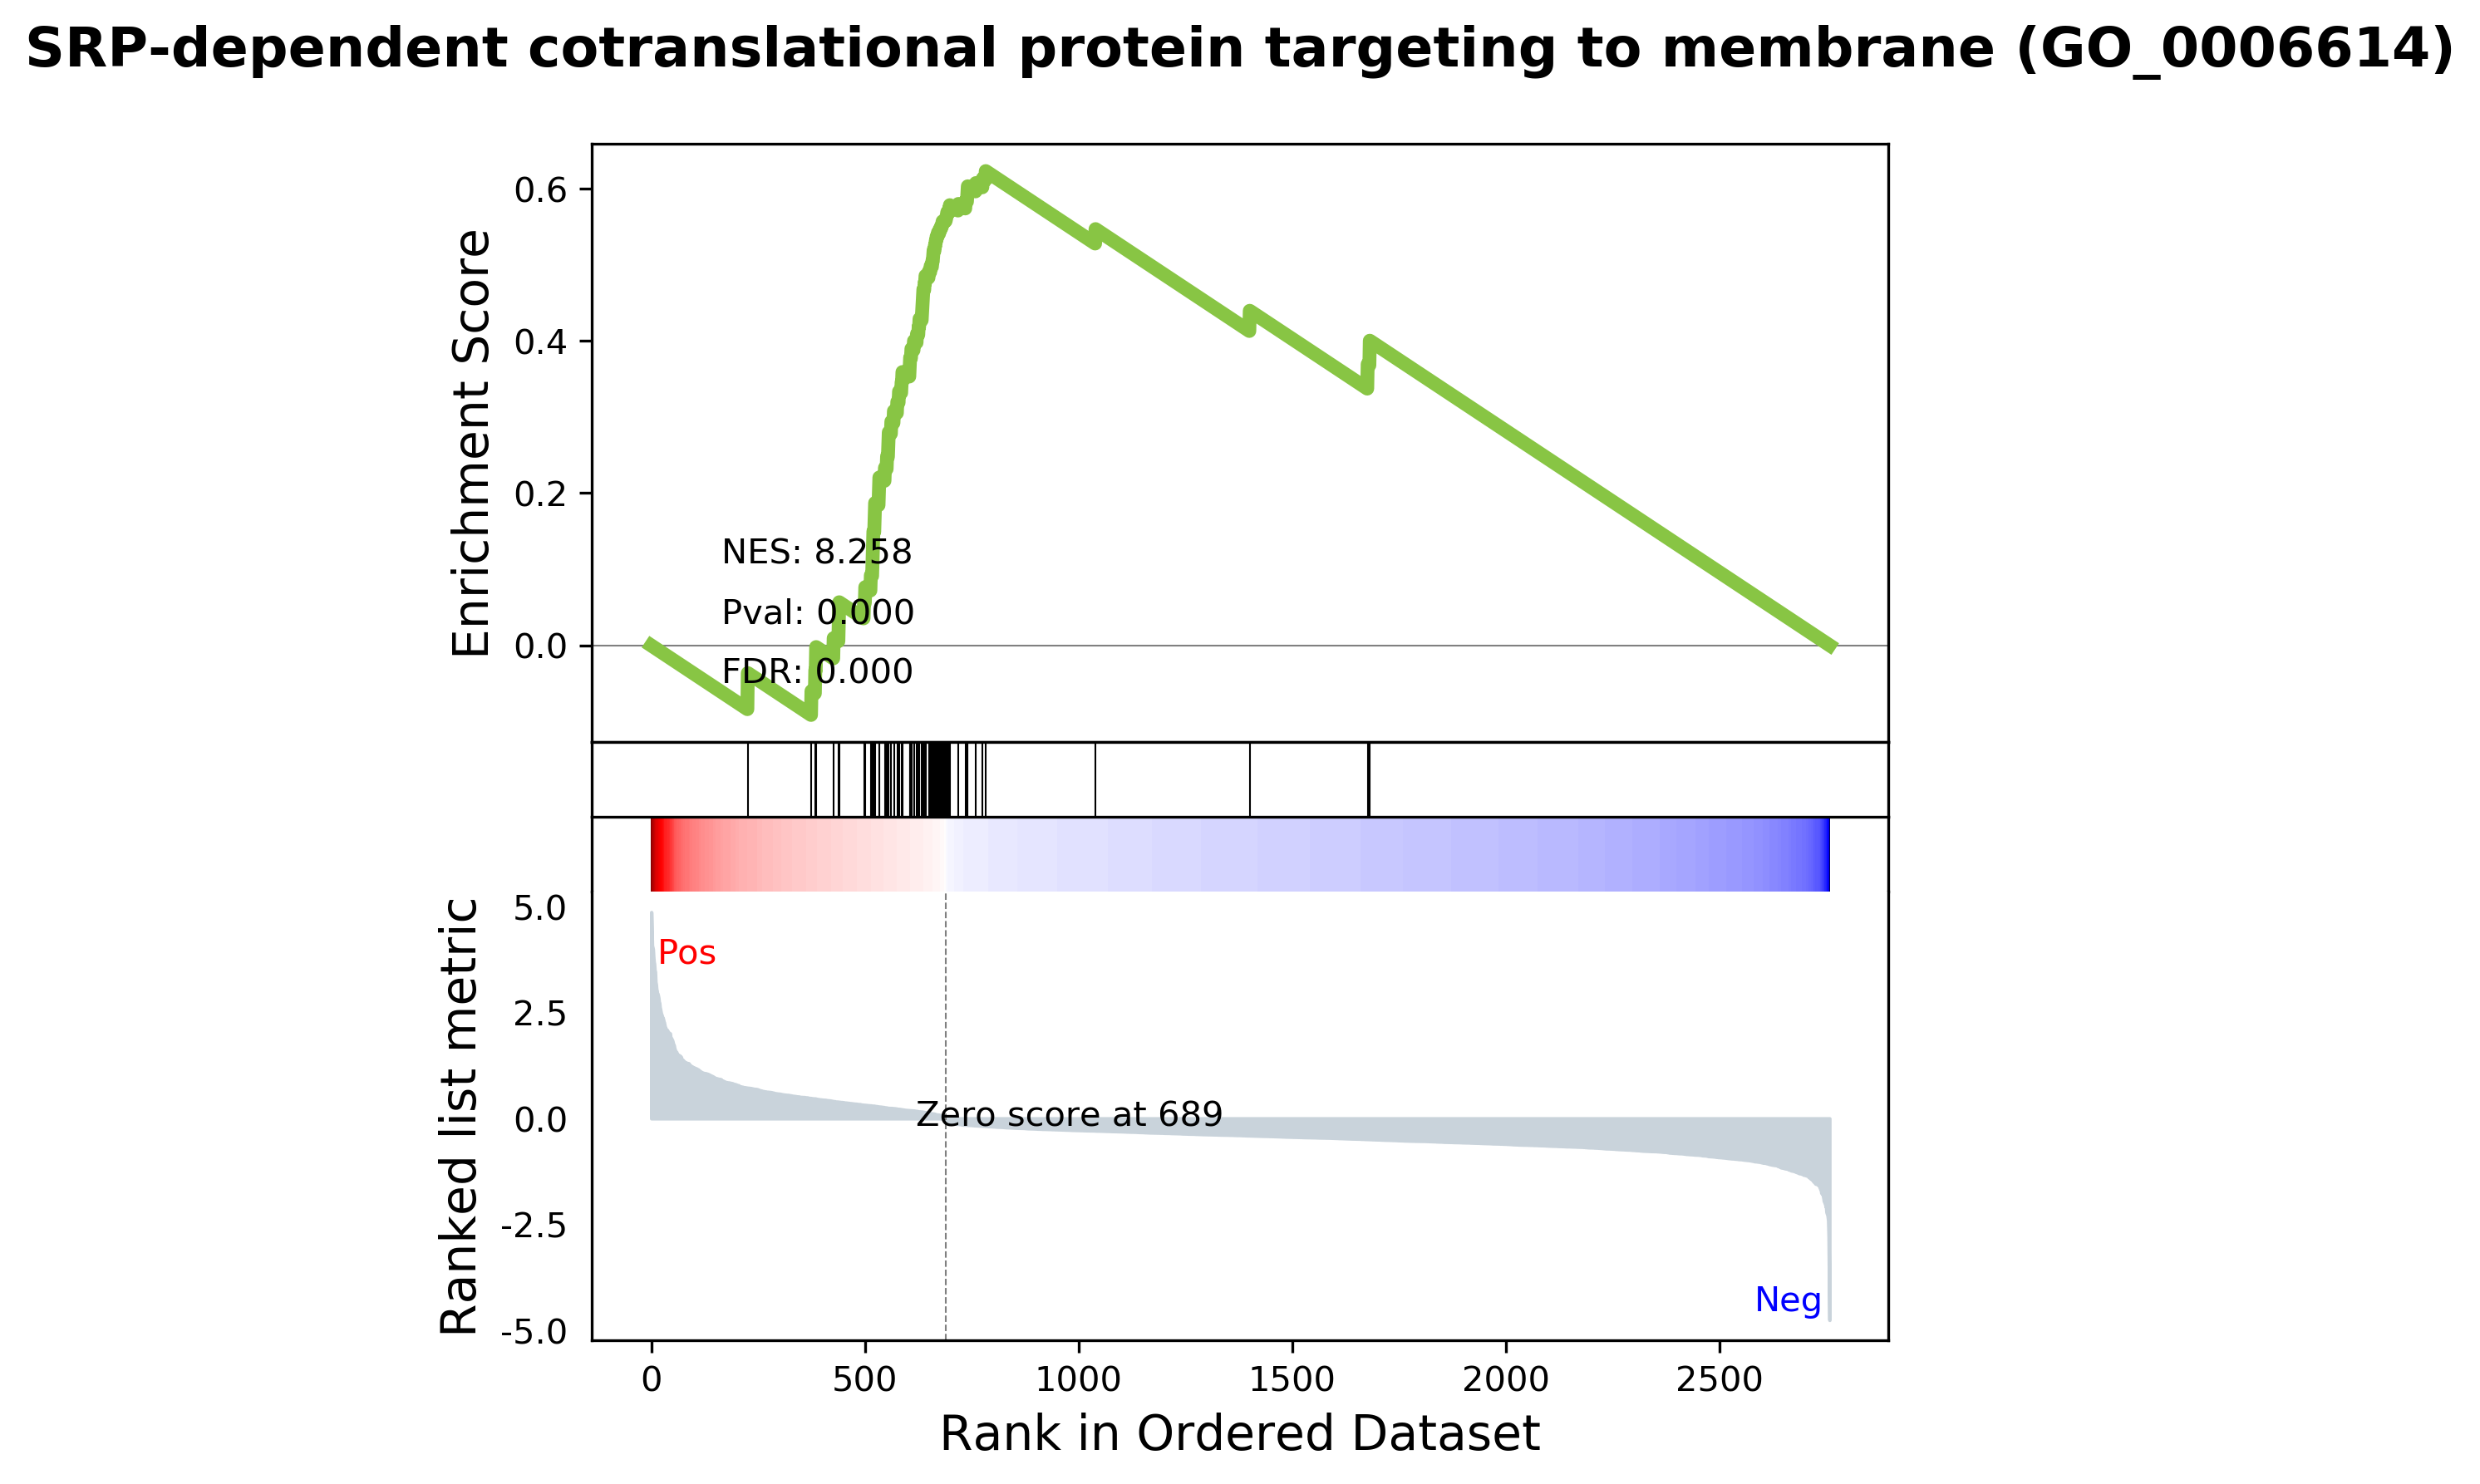 SRP-dependent cotranslational protein targeting to membrane (GO_0006614)
Enrichment Score
0.6
0.4
0.2
0.0
NES: 8.258
Pval: 0.000
FDR: 0.000
Ranked list metric
5.0
2.5
0.0
-2.5
-5.0
Pos
Zero score at 689
Neg
0 500 1000 1500 2000 2500
Rank in Ordered Dataset